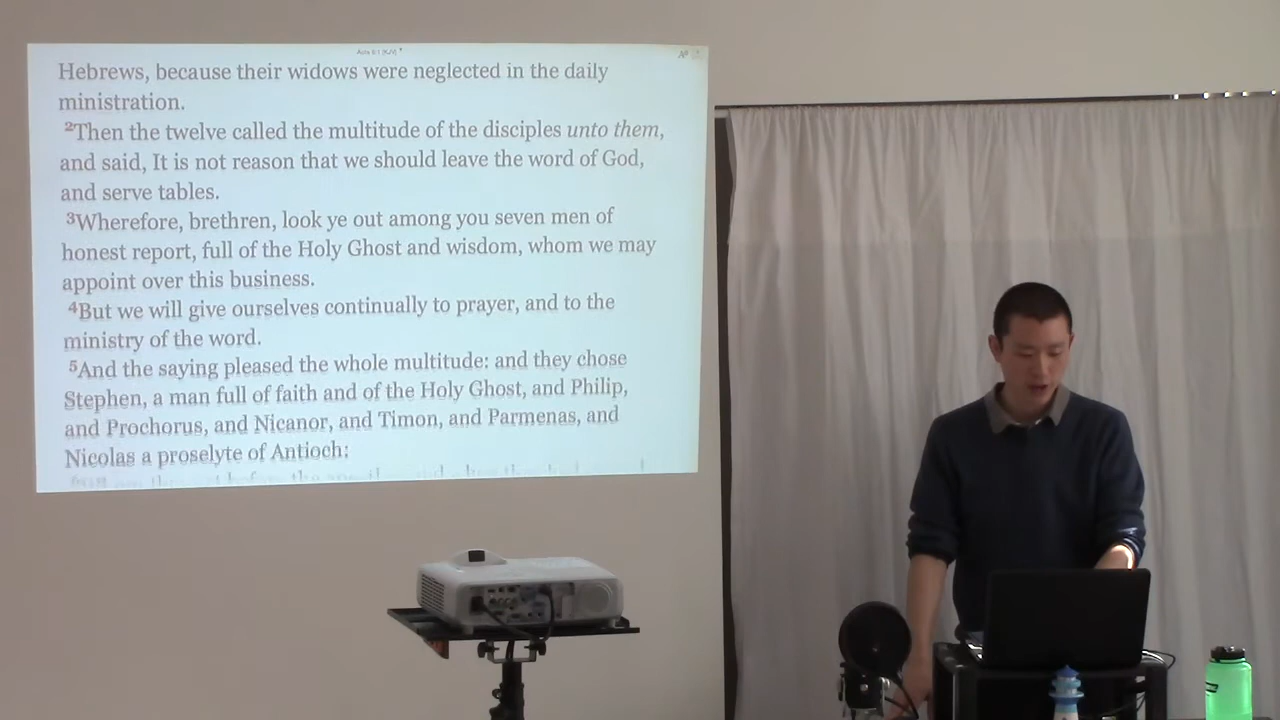 Acts 6:1 (KJV)
Hebrews, because their widows were neglected in the daily
ministration.
2Then the twelve called the multitude of the disciples unto them,
and said, It is not reason that we should leave the word of God,
and serve tables.
3Wherefore, brethren, look ye out among you seven men of
honest report, full of the Holy Ghost and wisdom, whom we may
appoint over this business.
4But we will give ourselves continually to prayer, and to the
ministry of the word.
5And the saying pleased the whole multitude: and they chose
Stephen, a man full of faith and of the Holy Ghost, and Philip,
and Prochorus, and Nicanor, and Timon, and Parmenas, and
Nicolas a proselyte of Antioch: